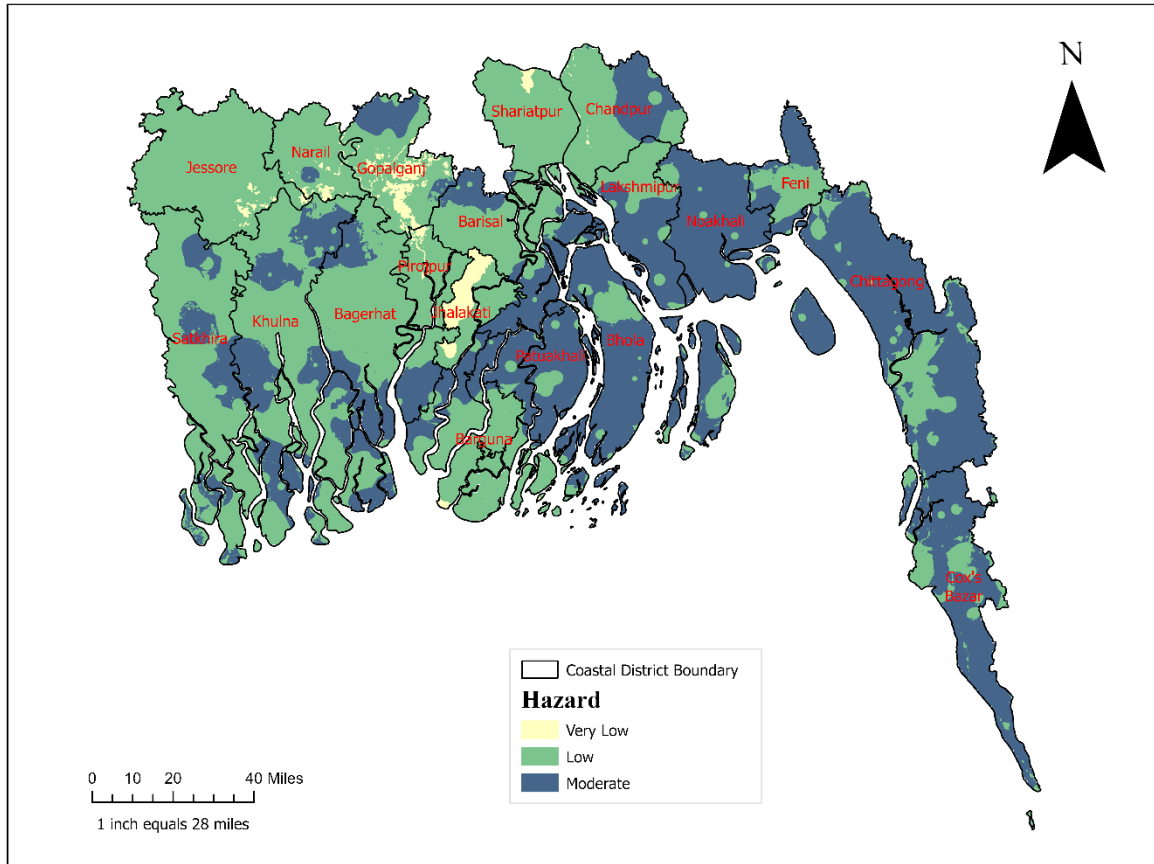 N
Shariatpur
Chandpur
Narail
Jessore
Gopalganj
Lakshmipur
Feni
Barisal
Noakhali
Pirojpur
Chittagong
Bagerhat
Jhalakati
Khulna
Satkhira
Patuakhali
Bhola
Barguna
Cox's
Bazar
Coastal District Boundary
Hazard
Very Low
Low
Moderate
0 10 20 40 Miles
1 inch equals 28 miles